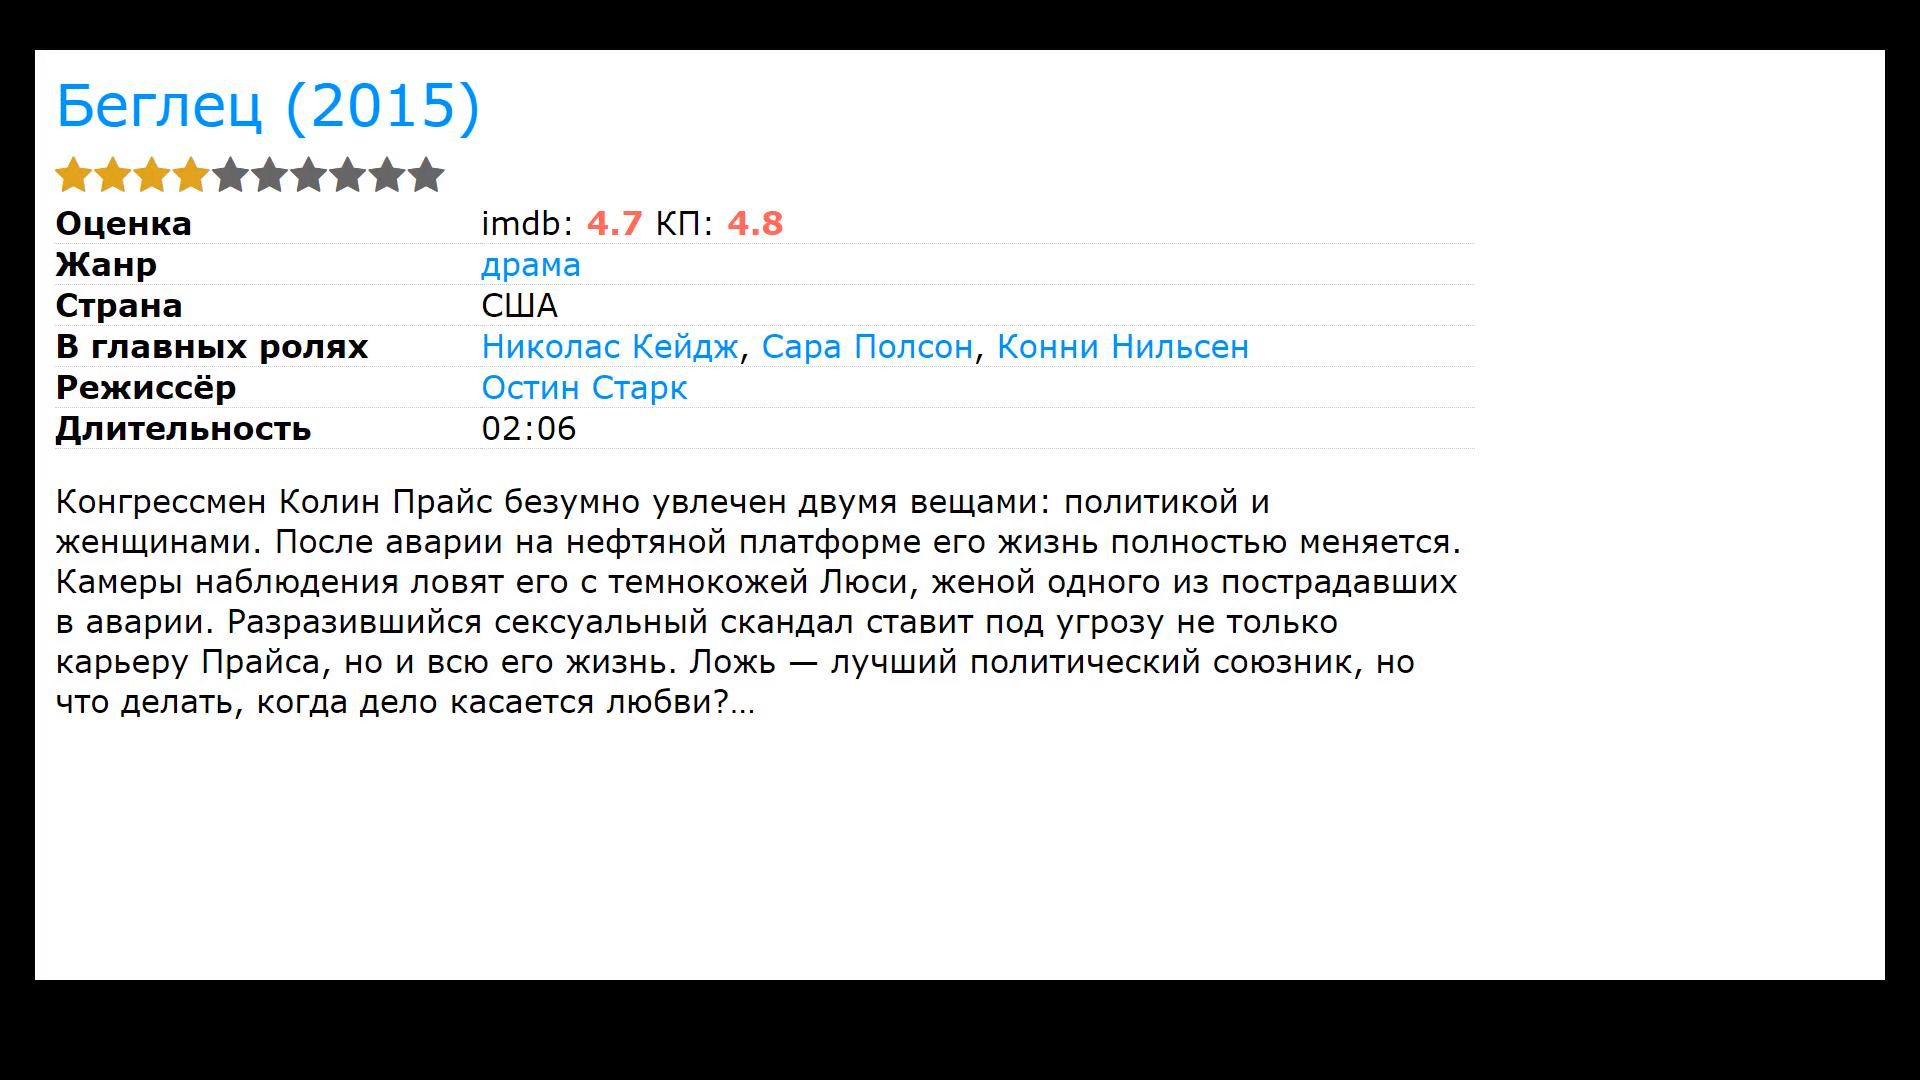 Беглец (2015)
Оценка imdb: 4.7 КП: 4.8
Жанр драма
Страна США
В главных ролях Николас Кейдж, Сара Полсон, Конни Нильсен
Режиссёр Остин Старк
Длительность 02:06
Конгрессмен Колин Прайс безумно увлечен двумя вещами: политикой и
женщинами. После аварии на нефтяной платформе его жизнь полностью меняется.
Камеры наблюдения ловят его с темнокожей Люси, женой одного из пострадавших
в аварии. Разразившийся сексуальный скандал ставит под угрозу не только
карьеру Прайса, но и всю его жизнь. Ложь — лучший политический союзник, но
что делать, когда дело касается любви?...